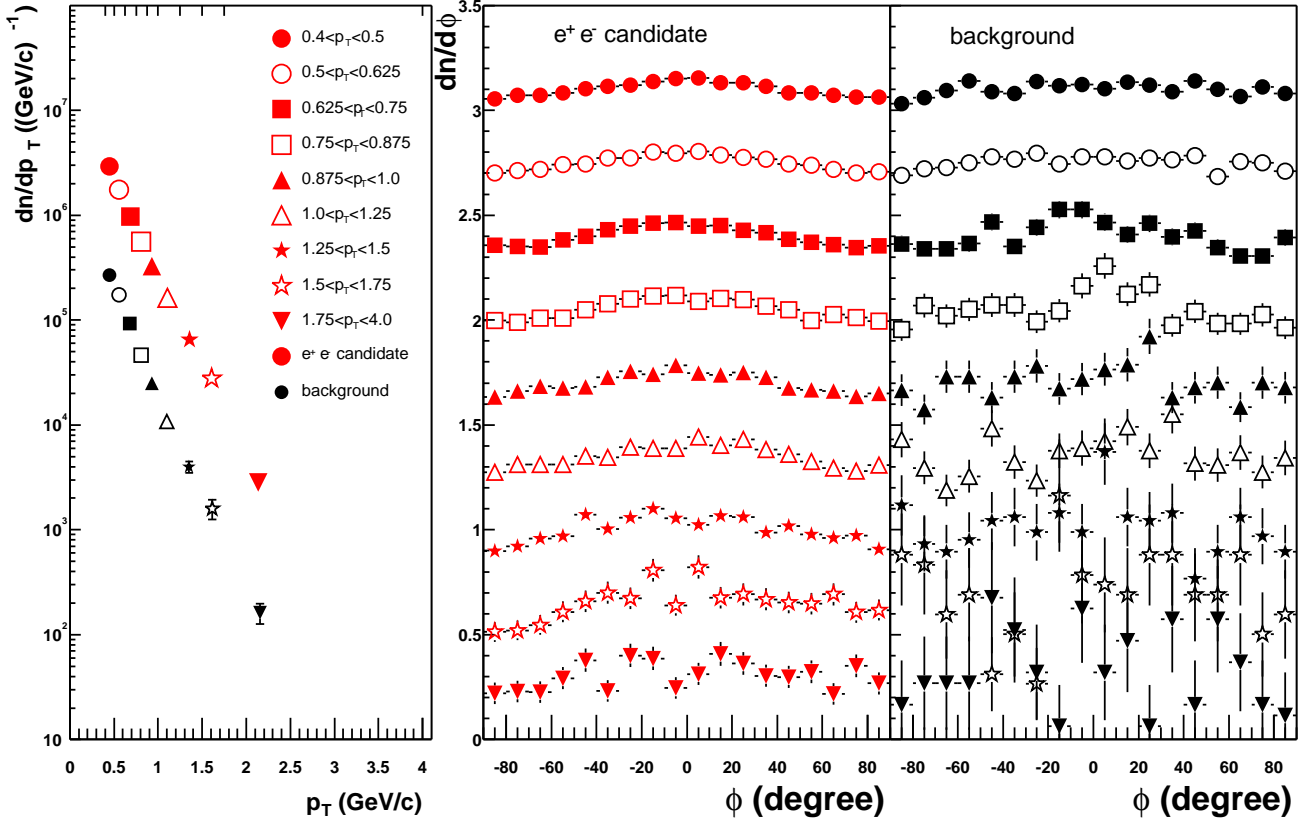 dn/dp T ((GeV/c) -1)
10^7
10^6
10^5
10^4
10^3
10^2
10
0 0.5 1 1.5 2 2.5 3 3.5 4
p_T (GeV/c)
0.4<p_T<0.5
0.5<p_T<0.625
0.625<p_T<0.75
0.75<p_T<0.875
0.875<p_T<1.0
1.0<p_T<1.25
1.25<p_T<1.5
1.5<p_T<1.75
1.75<p_T<4.0
e+ e- candidate
background
dn/dϕ
3.5
3
2.5
2
1.5
1
0.5
0
e+ e- candidate
-80 -60 -40 -20 0 20 40 60 80
ϕ (degree)
background
-80 -60 -40 -20 0 20 40 60 80
ϕ (degree)